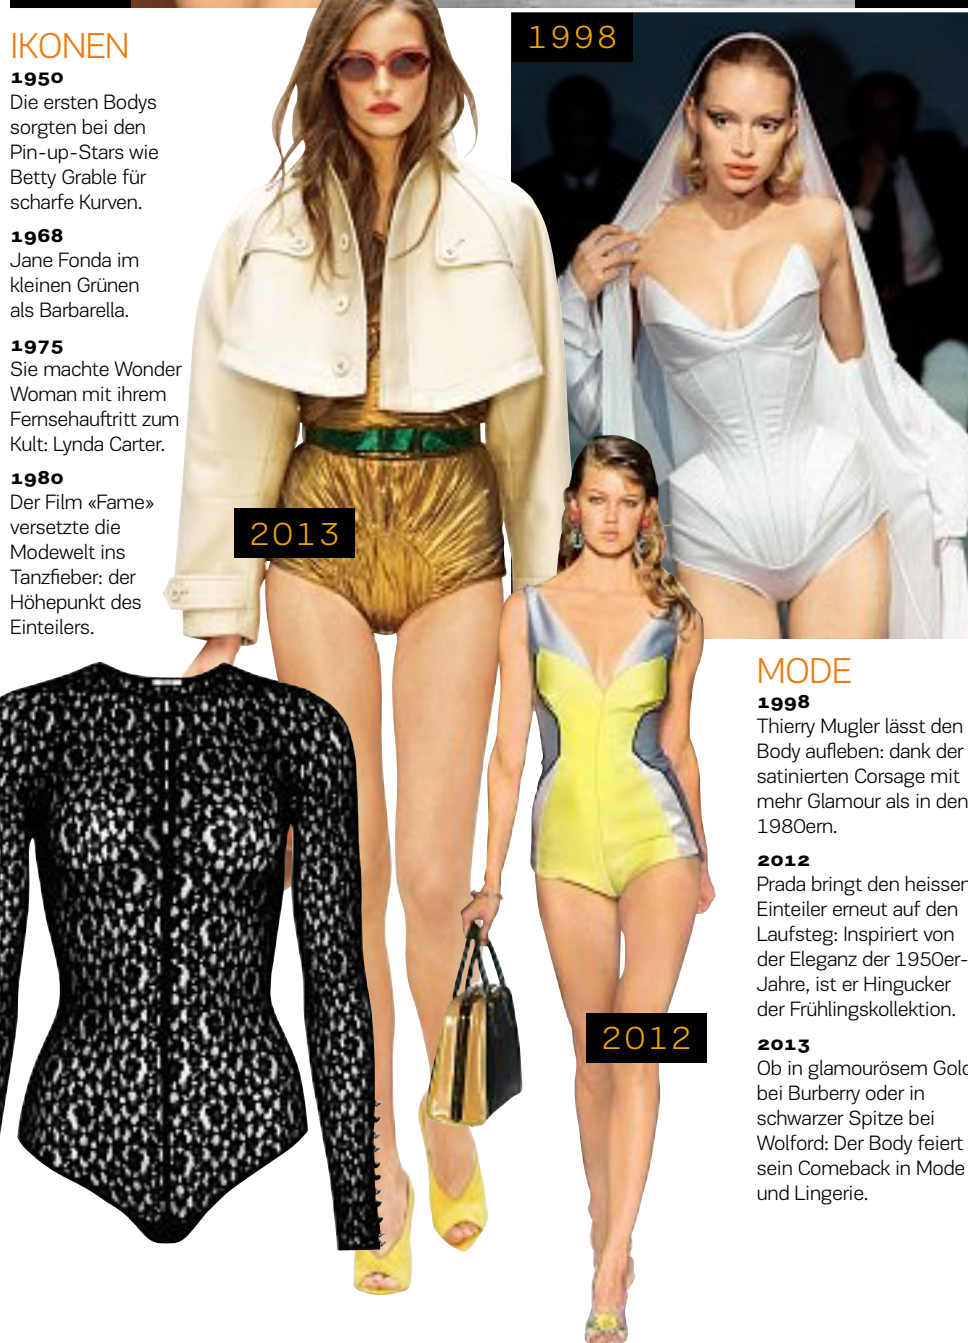 IKONEN
1950
Die ersten Bodys
sorgten bei den
Pin-up-Stars wie
Betty Grable für
scharfe Kurven.
1968
Jane Fonda im
kleinen Grünen
als Barbarella.
1975
Sie machte Wonder
Woman mit ihrem
Fernsehauftritt zum
Kult: Lynda Carter.
1980
Der Film «Fame»
versetzte die
Modewelt ins
Tanzfieber: der
Höhepunkt des
Einteilers.
1998
2013
2012
MODE
1998
Thierry Mugler lässt den
Body aufleben: dank der
satinierten Corsage mit
mehr Glamour als in den
1980ern.
2012
Prada bringt den heissen
Einteiler erneut auf den
Laufsteg: Inspiriert von
der Eleganz der 1950er-
Jahre, ist er Hingucker
der Frühlingskollektion.
2013
Ob in glamourösem Gold
bei Burberry oder in
schwarzer Spitze bei
Wolford: Der Body feiert
sein Comeback in Mode
und Lingerie.